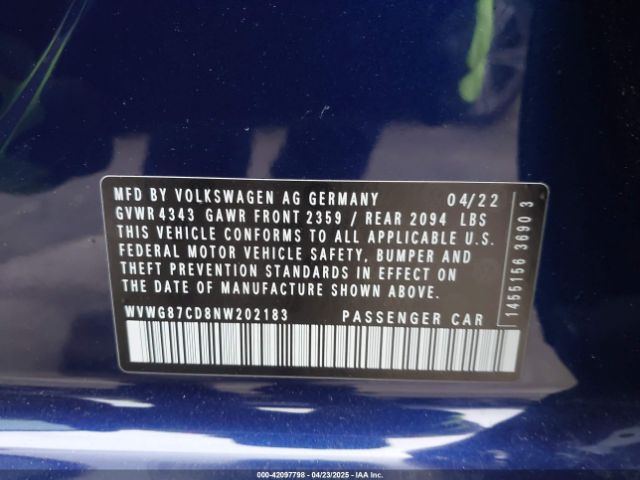 MFD BY VOLKSWAGEN AG GERMANY 04/22
GVWR 4343 GAWR FRONT 2359 / REAR 2094 LBS
THIS VEHICLE CONFORMS TO ALL APPLICABLE U.S.
FEDERAL MOTOR VEHICLE SAFETY, BUMPER AND
THEFT PREVENTION STANDARDS IN EFFECT ON
THE DATE OF MANUFACTURE SHOWN ABOVE.
WVWG87CD8NW202183 PASSENGER CAR
1455156 3690 3
000-42097798 - 04/23/2025 - IAA Inc.